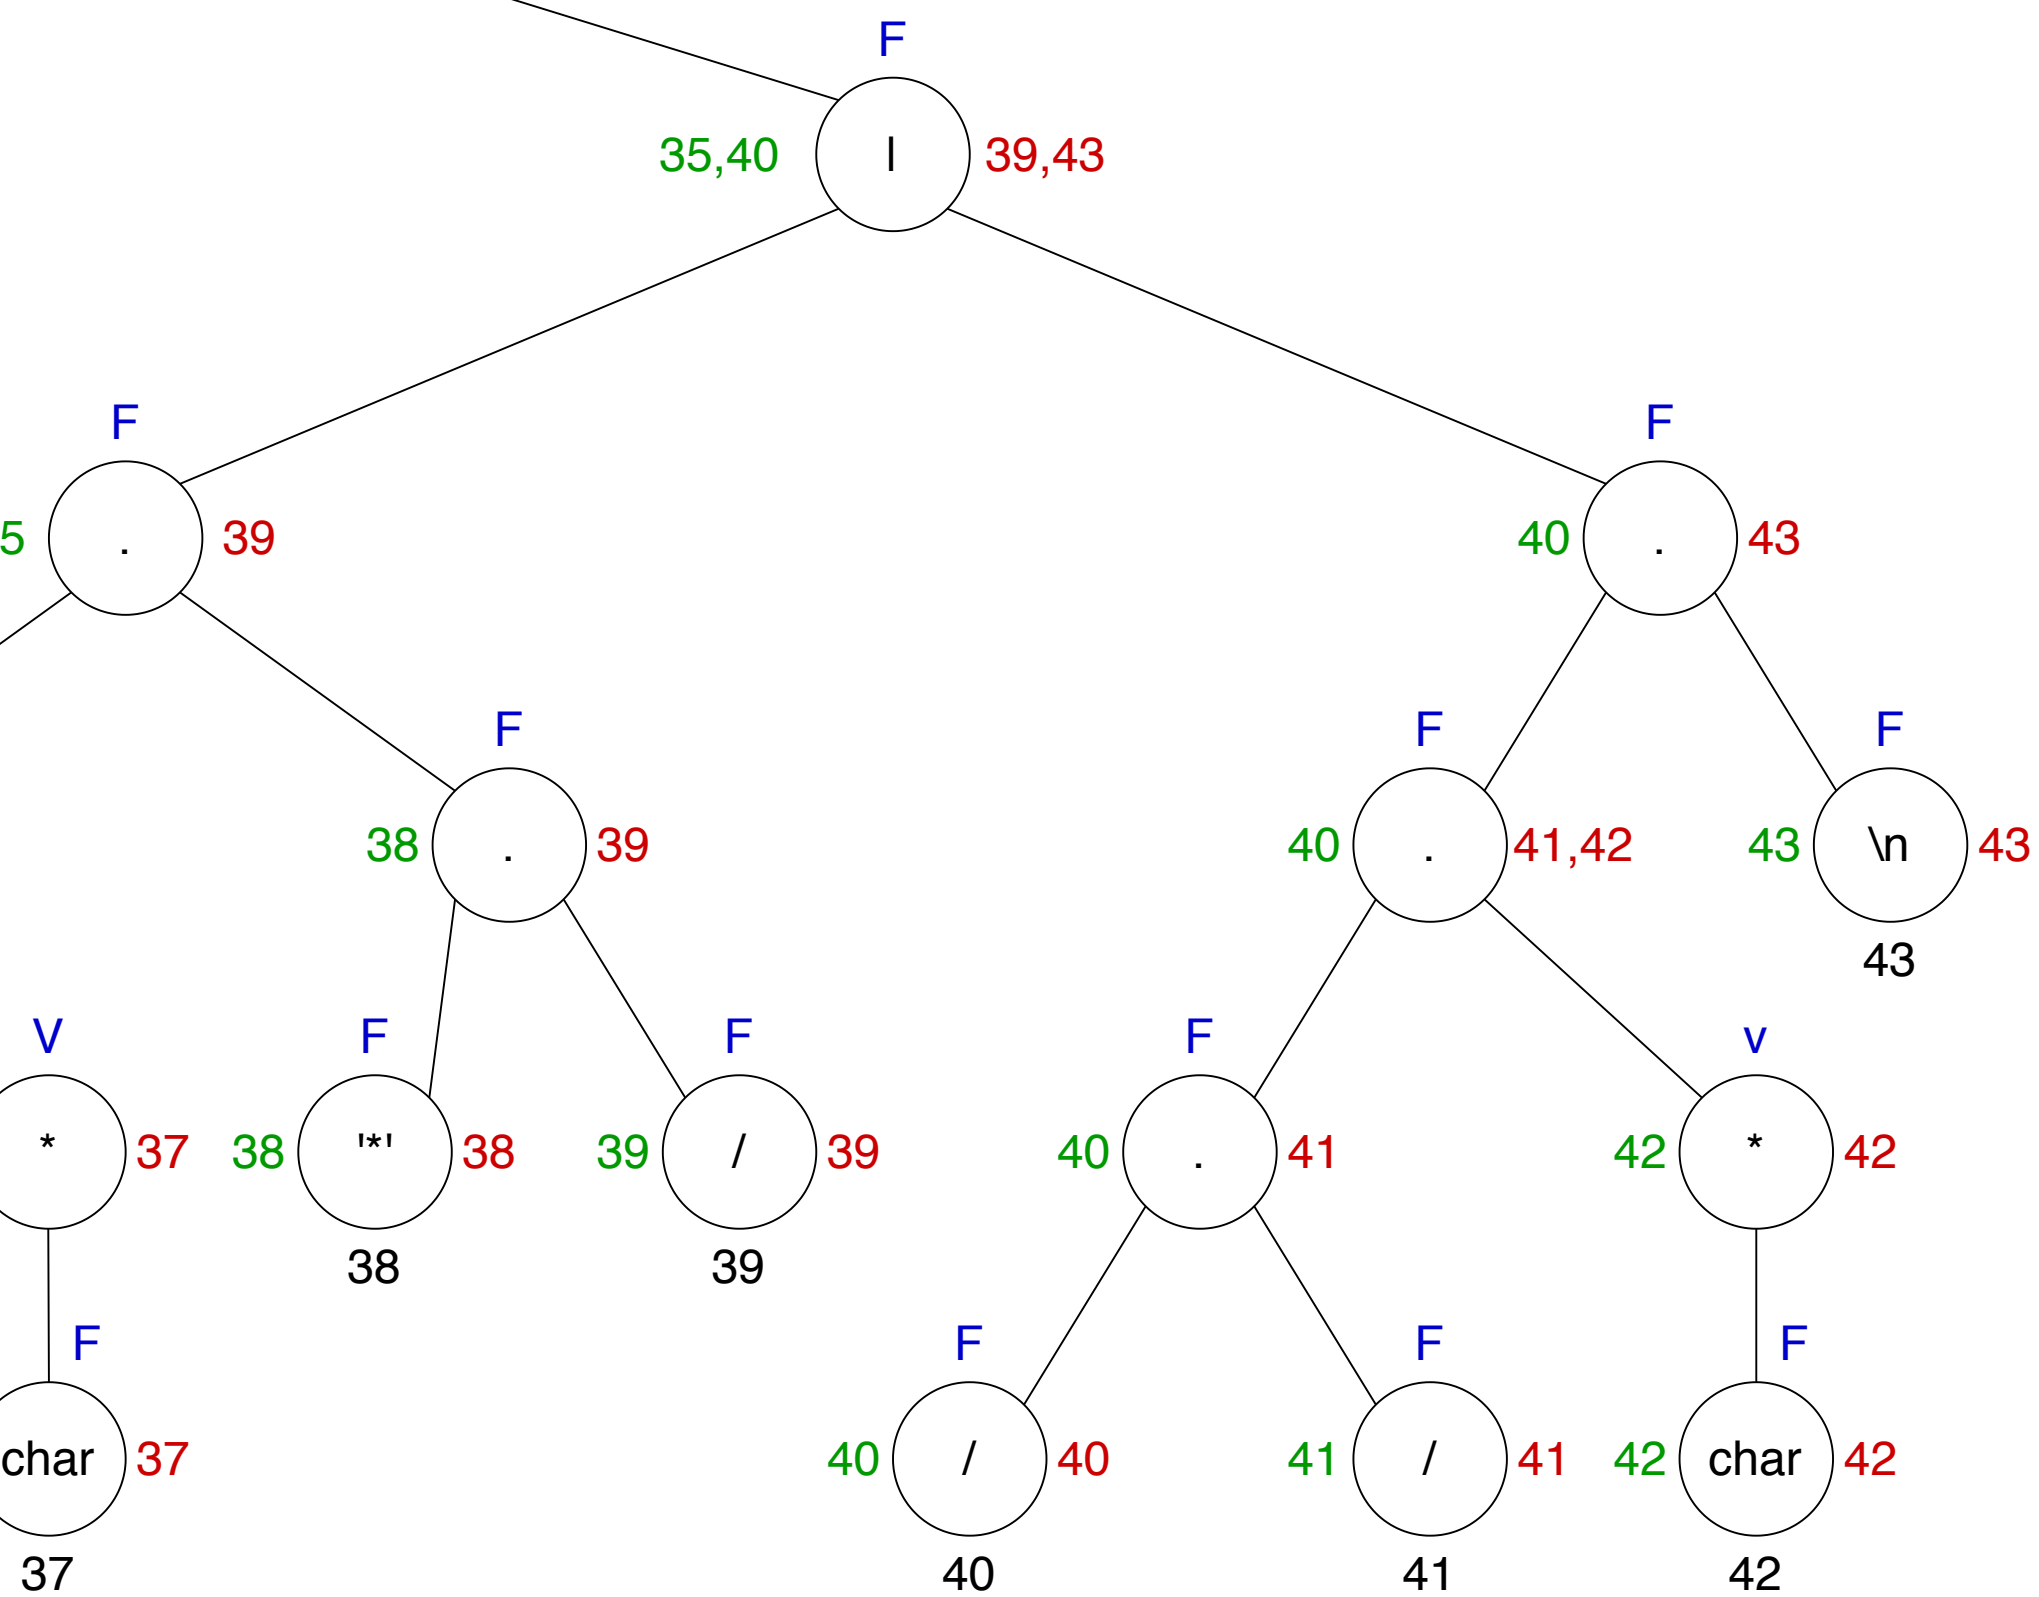 F
35,40 | 39,43
F F
5 . 39 40 . 43
F F F
38 . 39 40 . 41,42 43 \n 43
43
V F F F v
* 37 38 '*' 38 39 / 39 40 . 41 42 * 42
38 39
F F F F
char 37 40 / 40 41 / 41 42 char 42
37 40 41 42